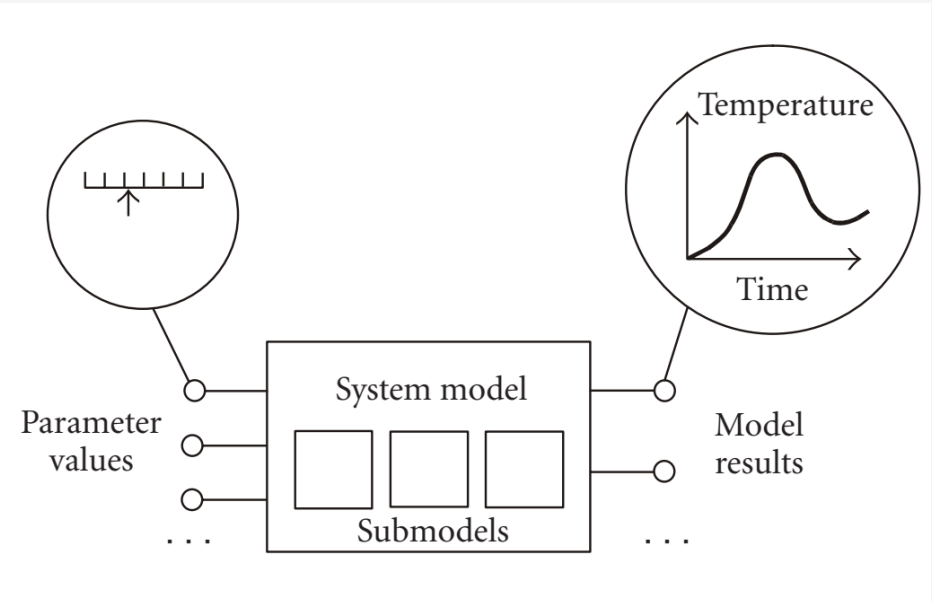 Temperature
Time
System model
Parameter
values
Model
results
Submodels
. . .
. . .